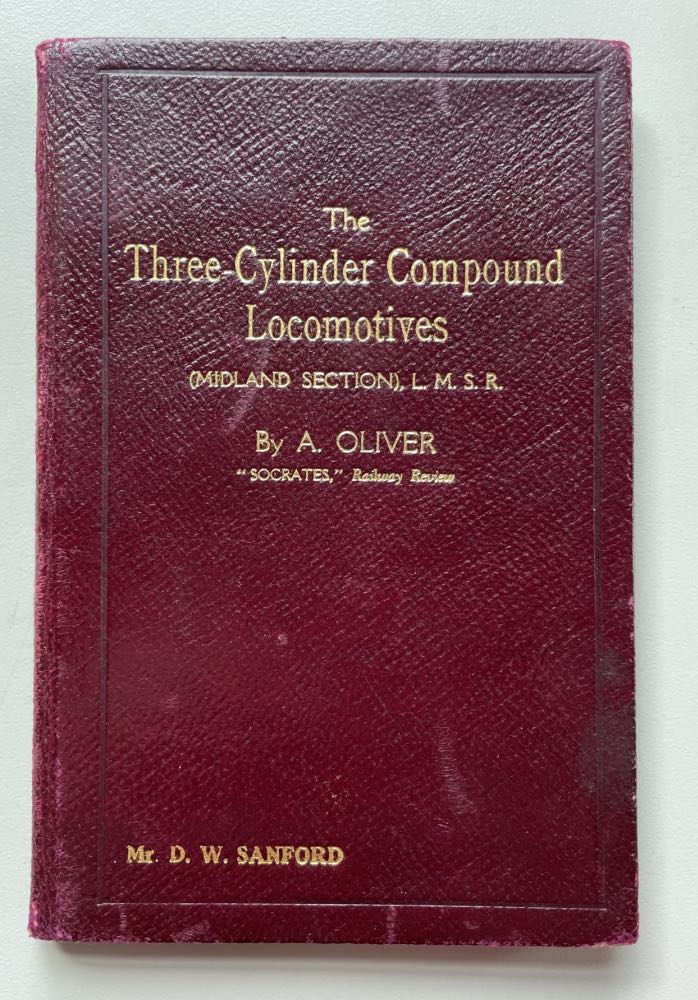 The
Three-Cylinder Compound
Locomotives
(MIDLAND SECTION), L. M. S. R.
By A. OLIVER
"SOCRATES," Railway Review
Mr. D. W. SANFORD